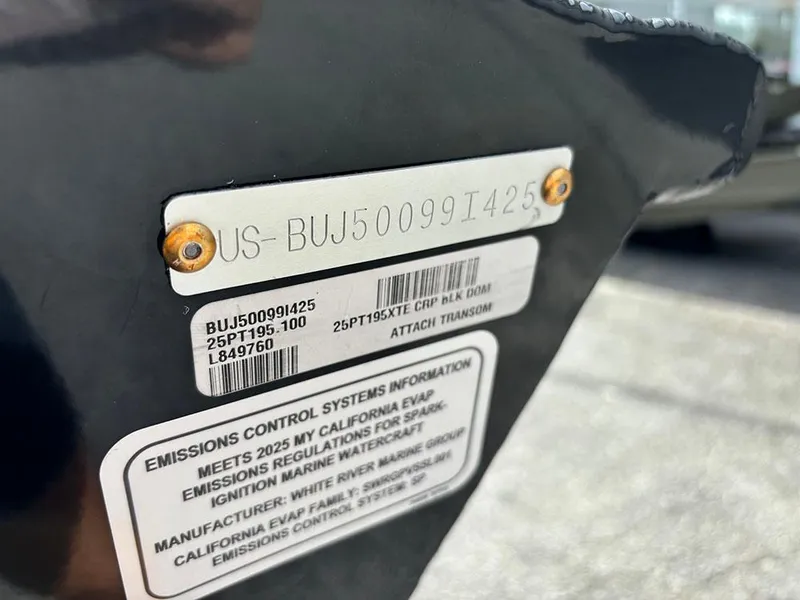 US-BUJ50099I425
BUJ50099I425
25PT195.100
L849760
25PT195XTE CRP BLK DOM
ATTACH TRANSOM
EMISSIONS CONTROL SYSTEMS INFORMATION
MEETS 2025 MY CALIFORNIA EVAP
EMISSIONS REGULATIONS FOR SPARK-
IGNITION MARINE WATERCRAFT
MANUFACTURER: WHITE RIVER MARINE GROUP
CALIFORNIA EVAP FAMILY:
EMISSIONS CONTROL SYSTEM: SP